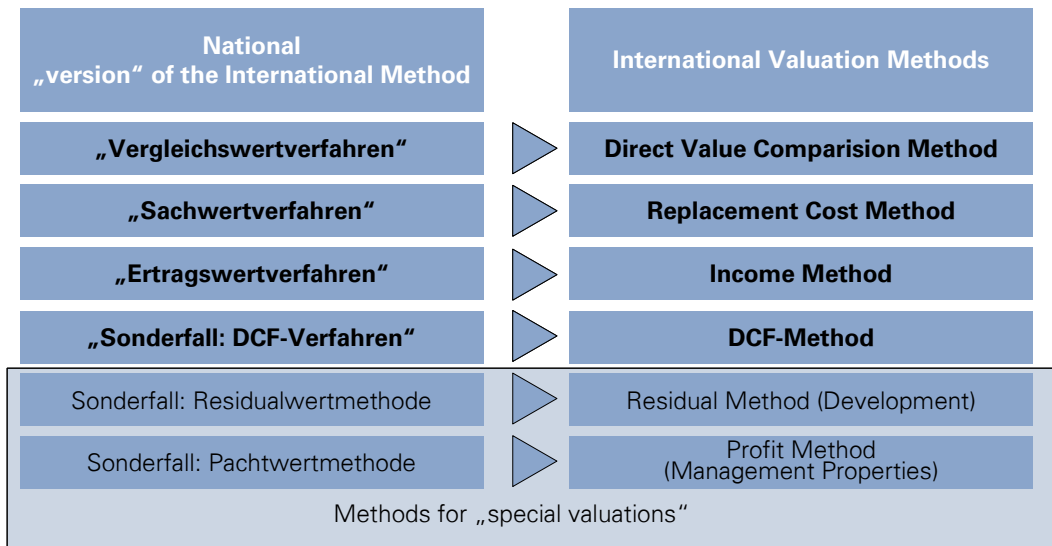 National
„version“ of the International Method
International Valuation Methods
„Vergleichswertverfahren“
Direct Value Comparision Method
„Sachwertverfahren“
Replacement Cost Method
„Ertragswertverfahren“
Income Method
„Sonderfall: DCF-Verfahren“
DCF-Method
Sonderfall: Residualwertmethode
Residual Method (Development)
Sonderfall: Pachtwertmethode
Profit Method
(Management Properties)
Methods for „special valuations“